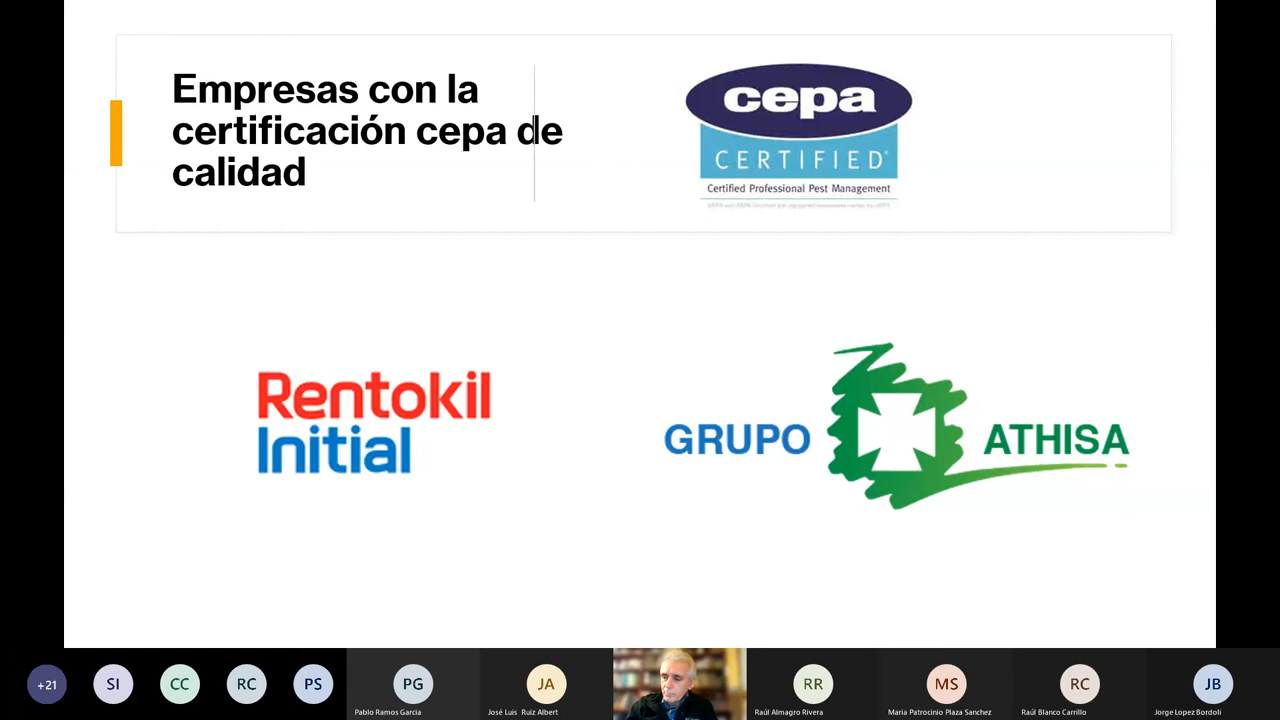 Empresas con la
certificación cepa de
calidad
cepa
CERTIFIED®
Certified Professional Pest Management
Rentokil
Initial
GRUPO ATHISA
+21 SI CC RC PS PG JA RR MS RC JB
Pablo Ramos Garcia José Luis Ruiz Albert Raúl Almagro Rivera Maria Patrocinio Plaza Sanchez Raúl Blanco Carrillo Jorge Lopez Bordoli